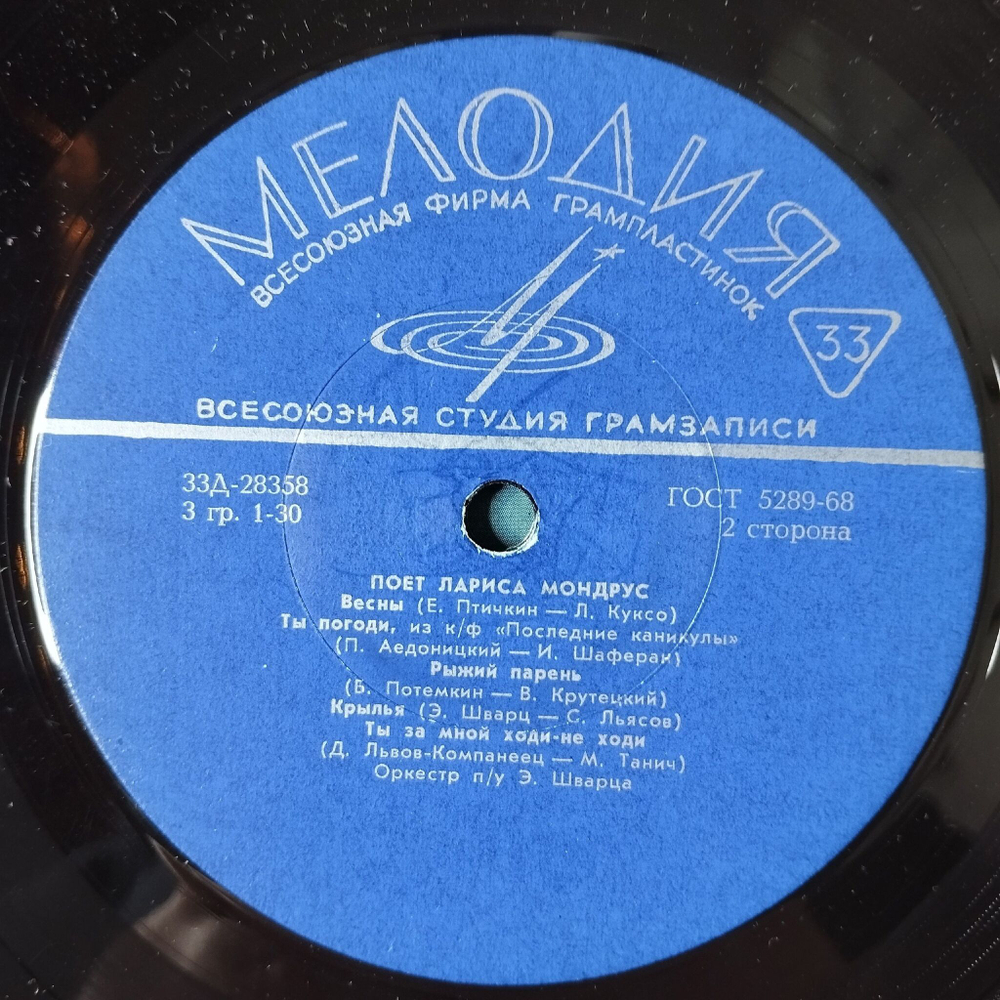 МЕЛОДИЯ
ВСЕСОЮЗНАЯ ФИРМА ГРАМПЛАСТИНОК
33
ВСЕСОЮЗНАЯ СТУДИЯ ГРАМЗАПИСИ
33Д-28358
3 гр. 1-30
ГОСТ 5289-68
2 сторона
ПОЕТ ЛАРИСА МОНДРУС
Весны (Е. Птичкин — Л. Куксо)
Ты погоди, из к/ф «Последние каникулы»
(П. Аедоницкий — И. Шаферан)
Рыжий парень
(Б. Потемкин — В. Крутецкий)
Крылья (Э. Шварц — С. Льясов)
Ты за мной ходи-не ходи
(Д. Львов-Компанеец — М. Танич)
Оркестр п/у Э. Шварца